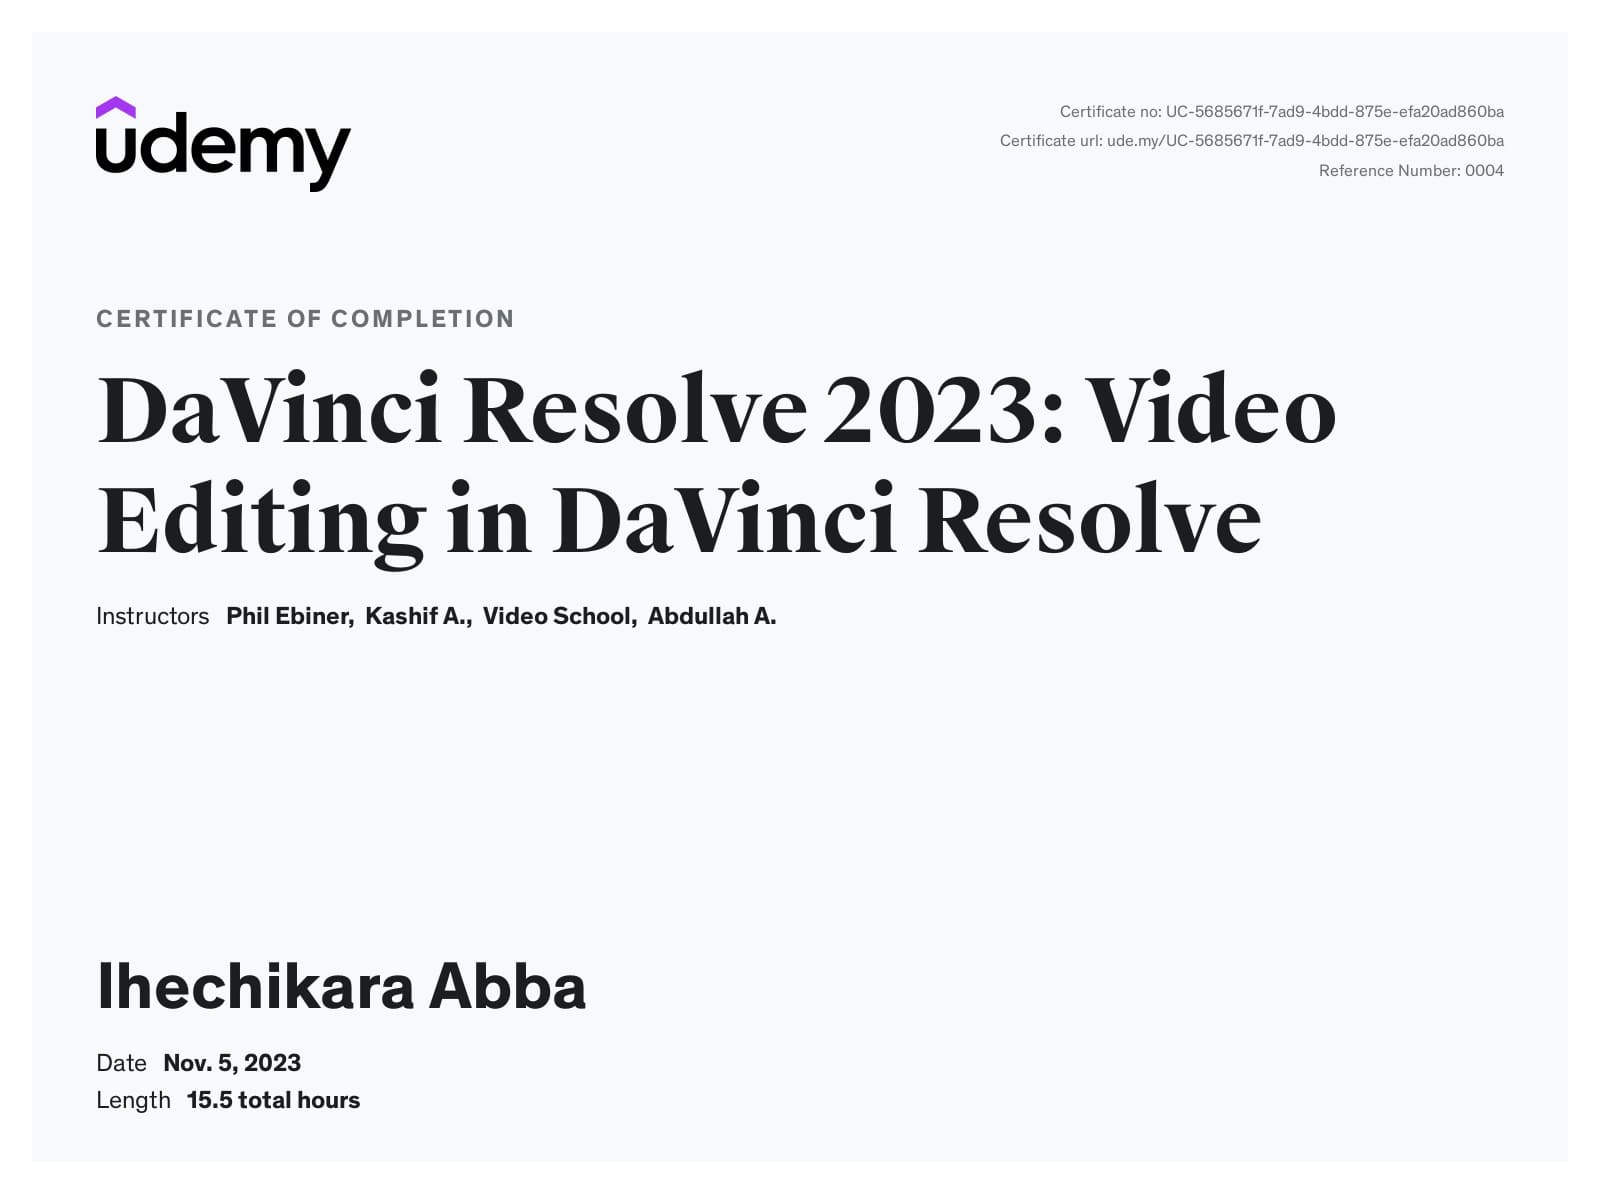 udemy
Certificate no: UC-5685671f-7ad9-4bdd-875e-efa20ad860ba
Certificate url: ude.my/UC-5685671f-7ad9-4bdd-875e-efa20ad860ba
Reference Number: 0004
CERTIFICATE OF COMPLETION
DaVinci Resolve 2023: Video
Editing in DaVinci Resolve
Instructors Phil Ebiner, Kashif A., Video School, Abdullah A.
Ihechikara Abba
Date Nov. 5, 2023
Length 15.5 total hours